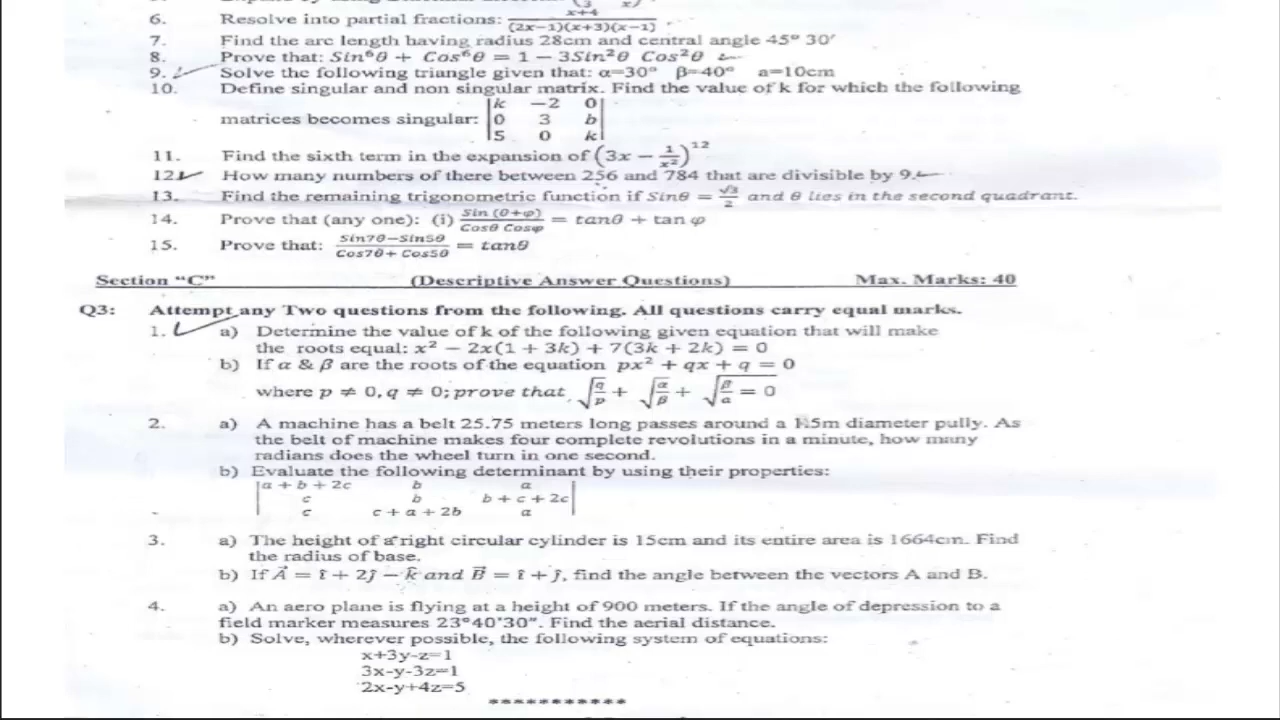 6. Resolve into partial fractions: x+4/(2x−1)(x+3)(x−1)
7. Find the arc length having radius 28cm and central angle 45° 30′
8. Prove that: Sin⁶θ + Cos⁶θ = 1 − 3Sin²θ Cos²θ
9. Solve the following triangle given that: α=30° β=40° a=10cm
10. Define singular and non singular matrix. Find the value of k for which the following
matrices becomes singular: |k −2 0|
|0 3 b|
|5 0 k|
11. Find the sixth term in the expansion of (3x − 1/x²)¹²
12. How many numbers of there between 256 and 784 that are divisible by 9.
13. Find the remaining trigonometric function if Sinθ = √3/2 and θ lies in the second quadrant.
14. Prove that (any one): (i) Sin (θ+φ)/Cosθ Cosφ = tanθ + tan φ
15. Prove that: Sin7θ−Sin5θ/Cos7θ+ Cos5θ = tanθ
Section “C” (Descriptive Answer Questions) Max. Marks: 40
Q3: Attempt any Two questions from the following. All questions carry equal marks.
1. a) Determine the value of k of the following given equation that will make
the roots equal: x² − 2x(1 + 3k) + 7(3k + 2k) = 0
b) If α & β are the roots of the equation px² + qx + q = 0
where p ≠ 0, q ≠ 0; prove that √q/p + √α/β + √β/α = 0
2. a) A machine has a belt 25.75 meters long passes around a 1.5m diameter pully. As
the belt of machine makes four complete revolutions in a minute, how many
radians does the wheel turn in one second.
b) Evaluate the following determinant by using their properties:
|a + b + 2c b a|
|c b b + c + 2c|
|c c + a + 2b a|
3. a) The height of a right circular cylinder is 15cm and its entire area is 1664cm. Find
the radius of base.
b) If A⃗ = î + 2ĵ − k̂ and B⃗ = î + ĵ, find the angle between the vectors A and B.
4. a) An aero plane is flying at a height of 900 meters. If the angle of depression to a
field marker measures 23°40'30". Find the aerial distance.
b) Solve, wherever possible, the following system of equations:
x+3y-z=1
3x-y-3z=1
2x-y+4z=5
***********